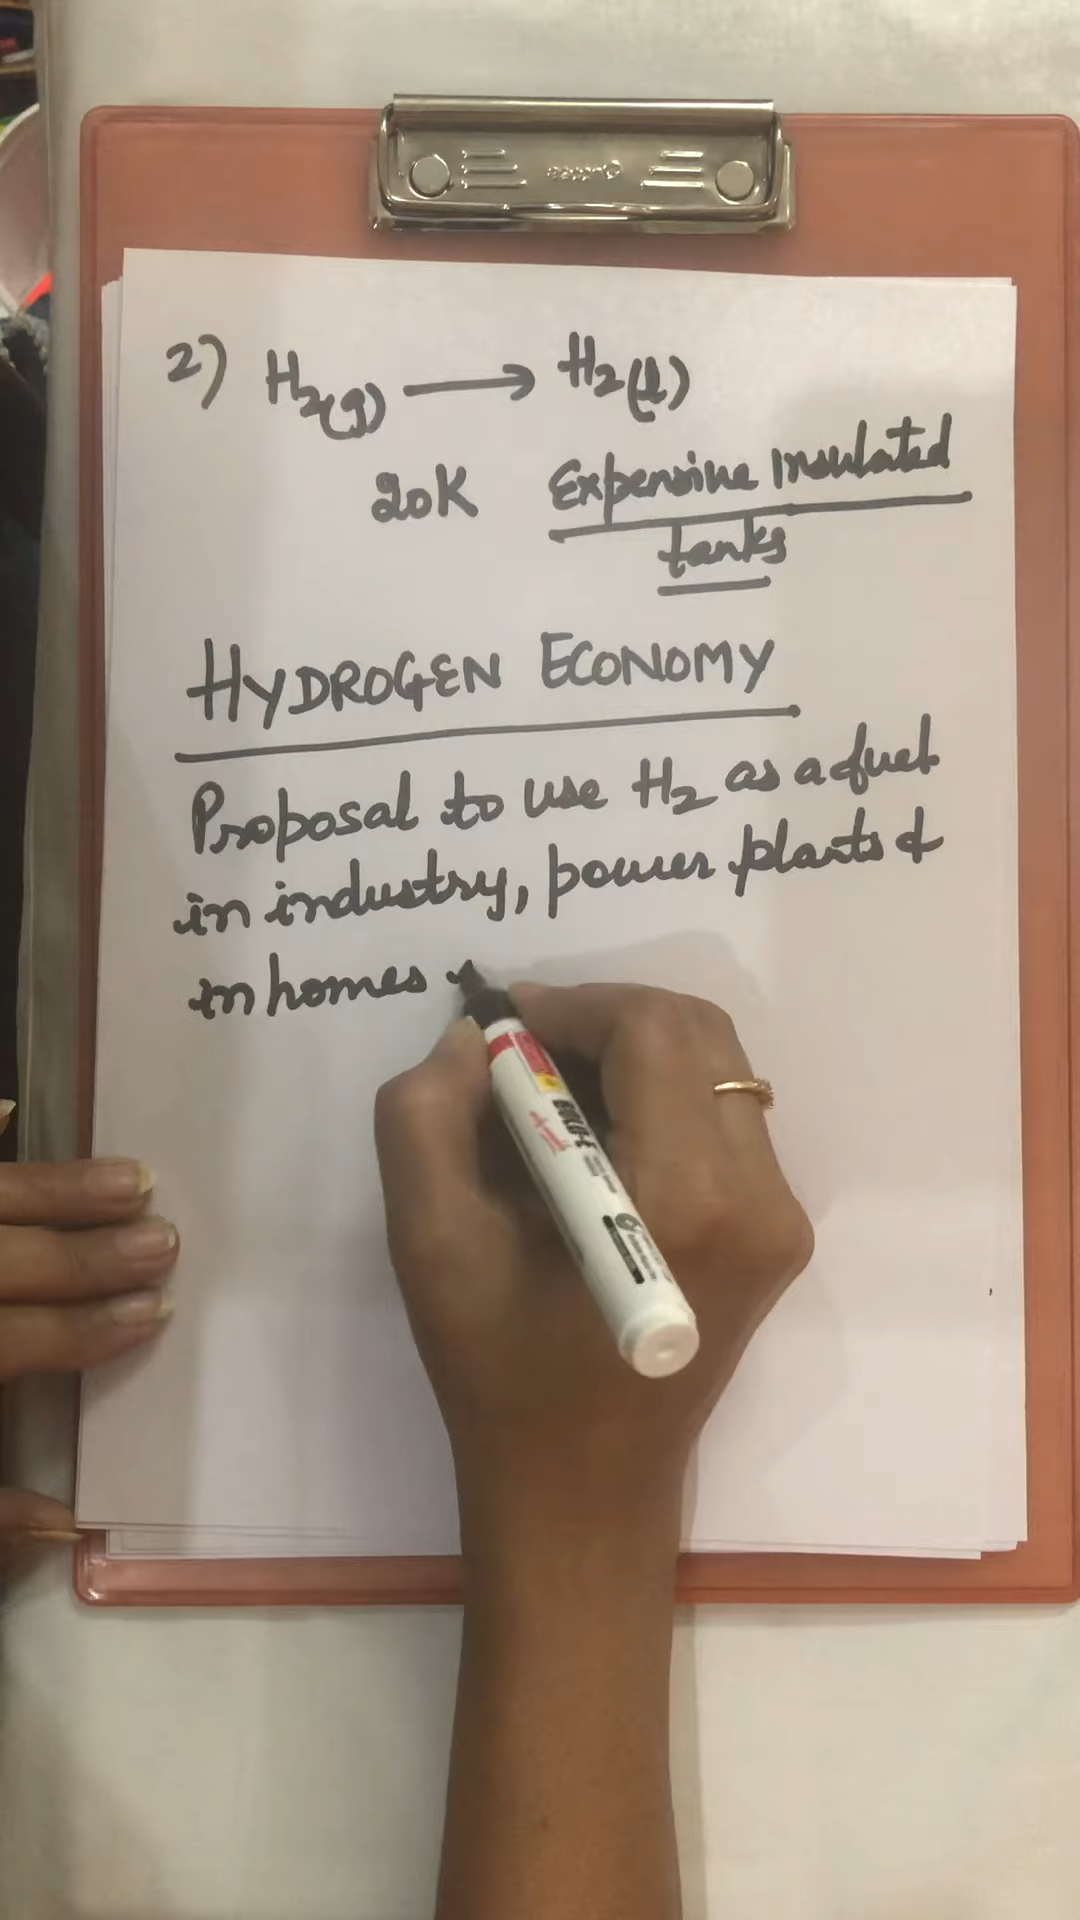 2) H₂(g) → H₂(l)
20K Expensive Insulated
tanks
HYDROGEN ECONOMY
Proposal to use H₂ as a fuel
in industry, power plants &
in homes